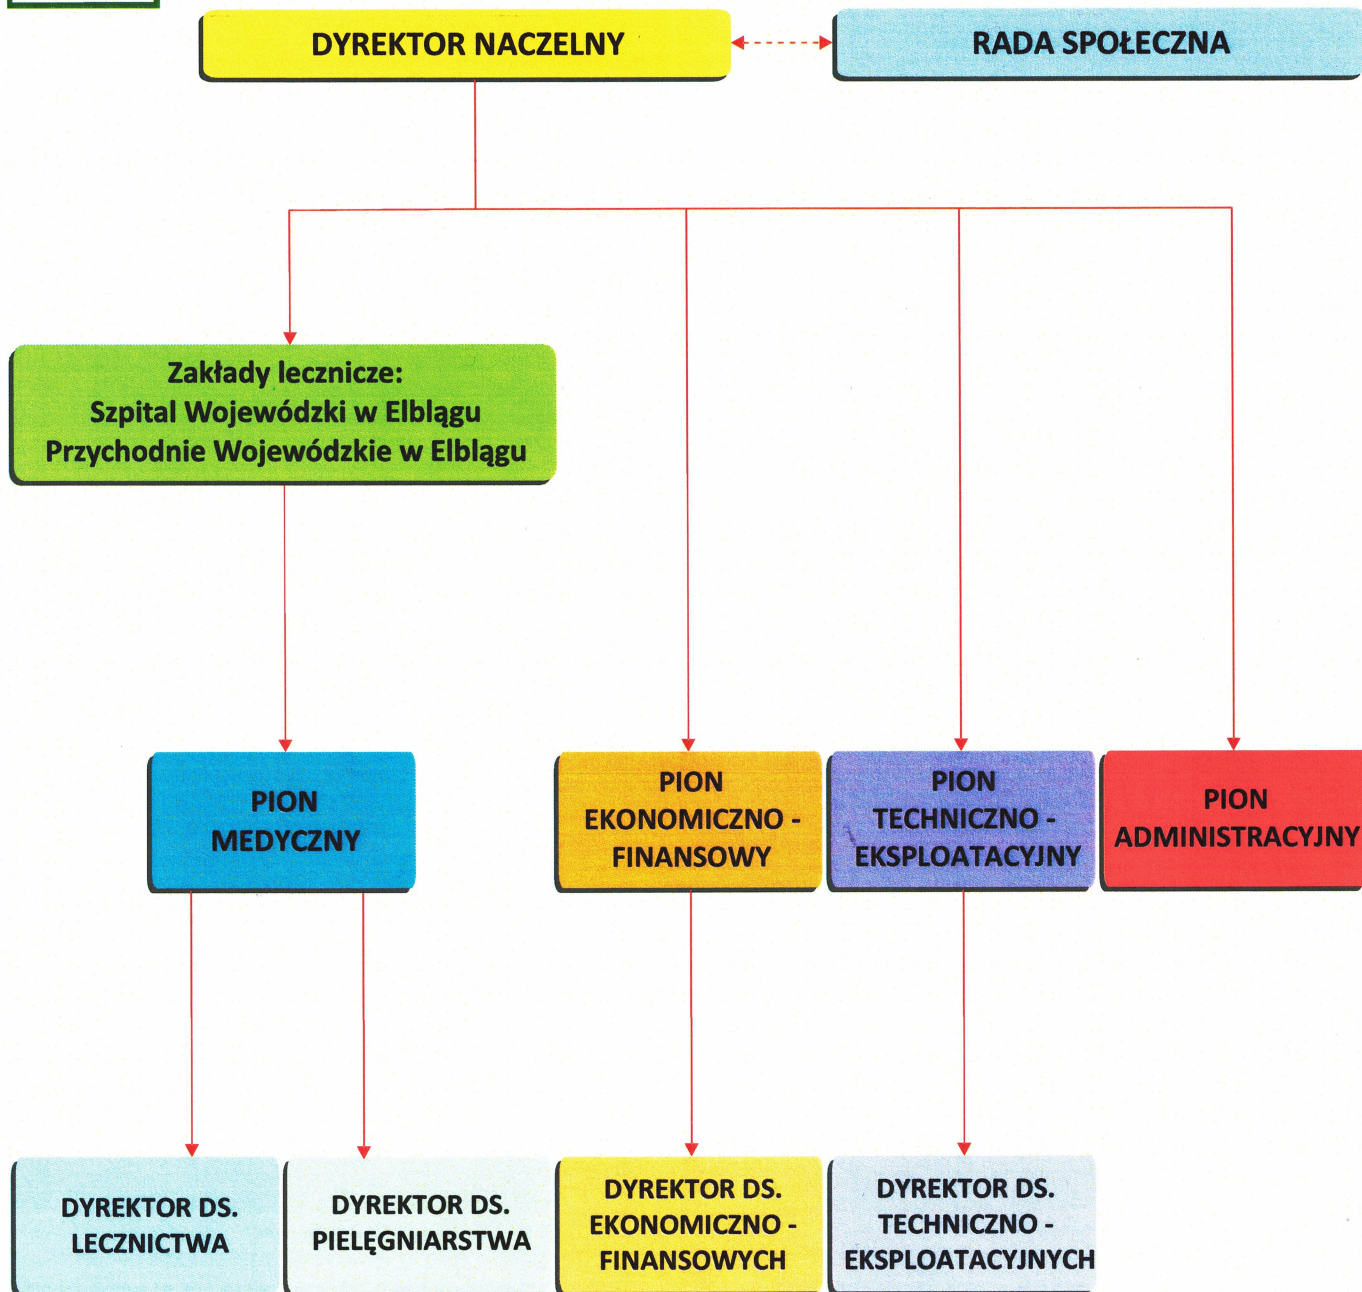 DYREKTOR NACZELNY
RADA SPOŁECZNA
Zakłady lecznicze:
Szpital Wojewódzki w Elblągu
Przychodnie Wojewódzkie w Elblągu
PION
MEDYCZNY
PION
EKONOMICZNO -
FINANSOWY
PION
TECHNICZNO -
EKSPLOATACYJNY
PION
ADMINISTRACYJNY
DYREKTOR DS.
LECZNICTWA
DYREKTOR DS.
PIELĘGNIARSTWA
DYREKTOR DS.
EKONOMICZNO -
FINANSOWYCH
DYREKTOR DS.
TECHNICZNO -
EKSPLOATACYJNYCH